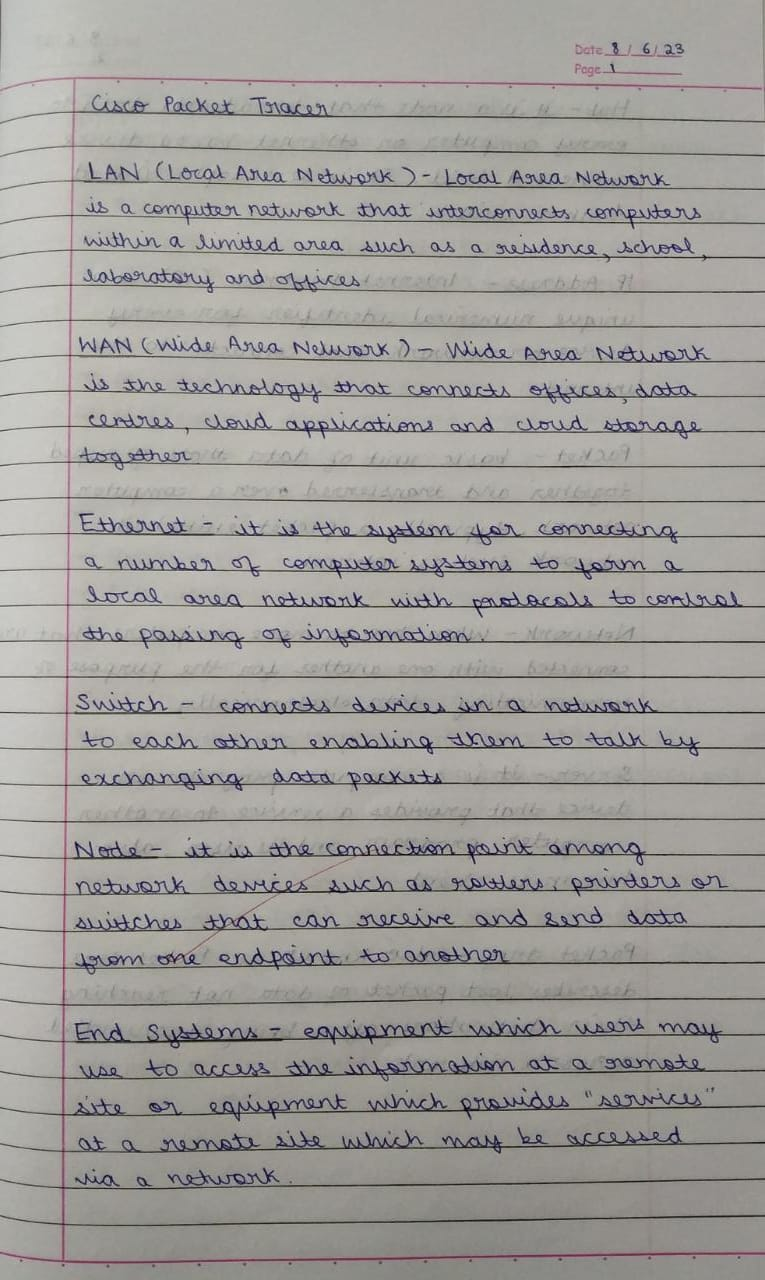 Date 8 / 6 / 23
Page 1
Cisco Packet Tracer
LAN (Local Area Network) - Local Area Network
is a computer network that interconnects computers
within a limited area such as a residence, school,
laboratory and offices
WAN (Wide Area Network) - Wide Area Network
is the technology that connects offices, data
centres, cloud applications and cloud storage
together
Ethernet - it is the system for connecting
a number of computer systems to form a
local area network with protocols to control
the passing of information.
Switch - connects devices in a network
to each other enabling them to talk by
exchanging data packets
Node - it is the connection point among
network devices such as routers, printers or
switches that can receive and send data
from one endpoint to another
End Systems - equipment which users may
use to access the information at a remote
site or equipment which provides "services"
at a remote site which may be accessed
via a network.